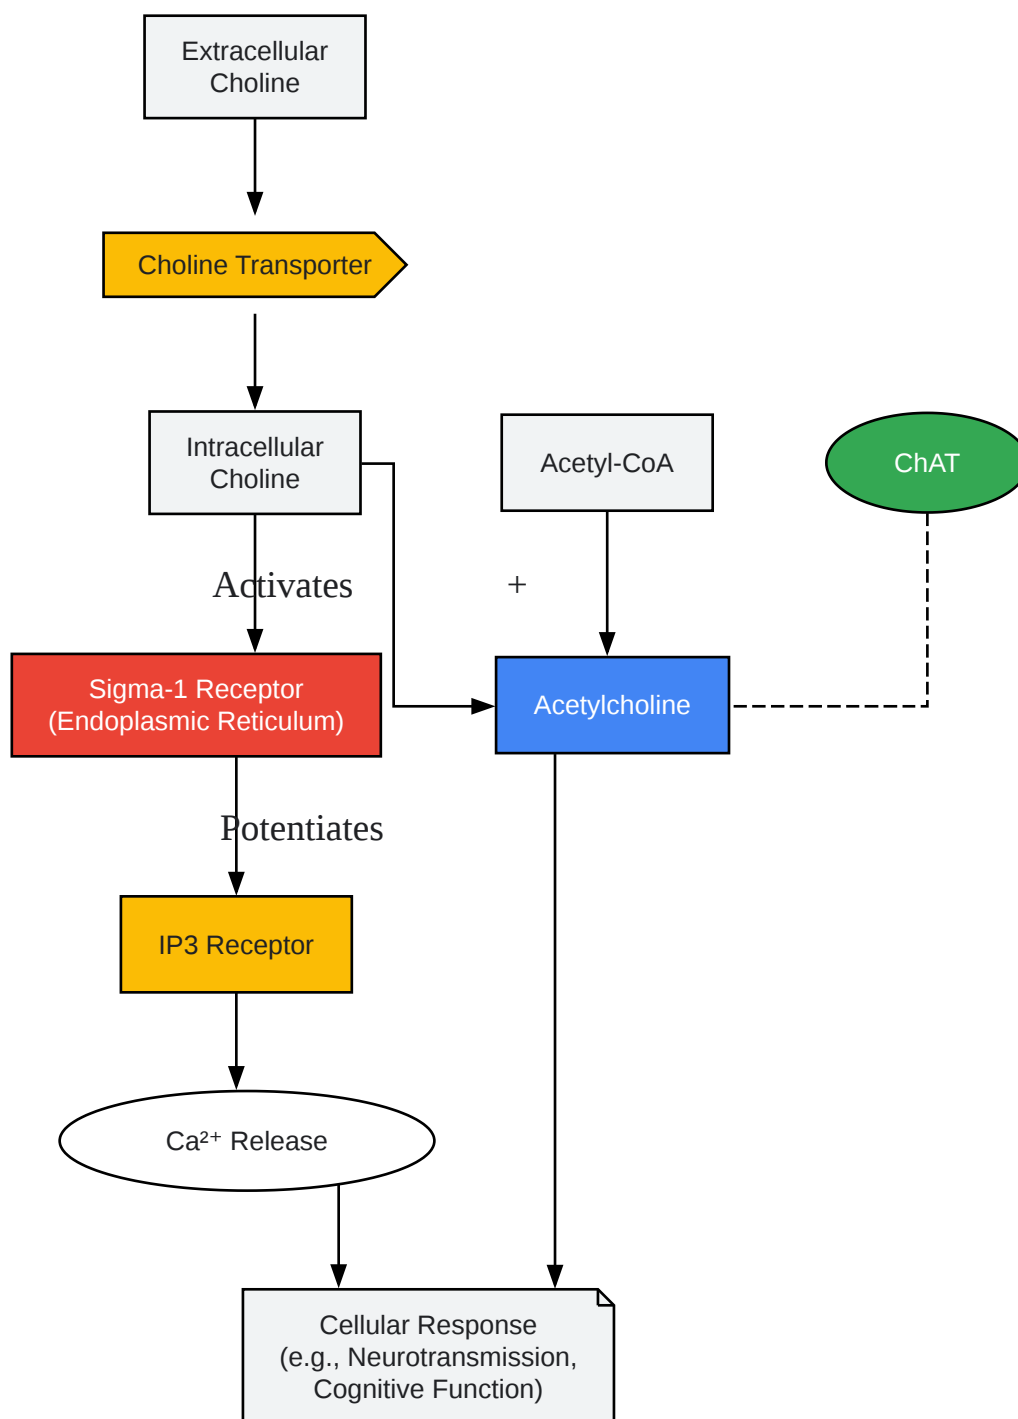 Extracellular
Choline
Choline Transporter
Intracellular
Choline
Acetyl-CoA
ChAT
Activates
+
Sigma-1 Receptor
(Endoplasmic Reticulum)
Acetylcholine
Potentiates
IP3 Receptor
Ca²⁺ Release
Cellular Response
(e.g., Neurotransmission,
Cognitive Function)